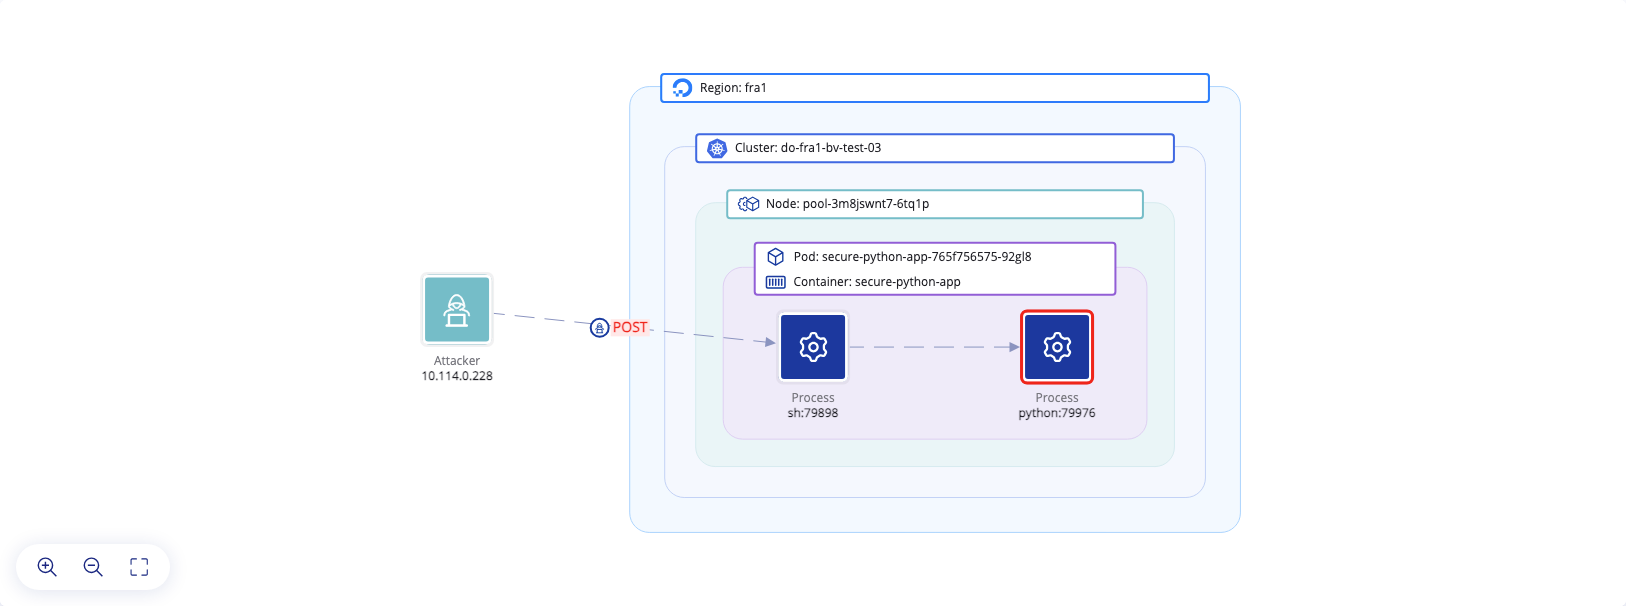 Region: fra1
Cluster: do-fra1-bv-test-03
Node: pool-3m8jswnt7-6tq1p
Pod: secure-python-app-765f756575-92gl8
Container: secure-python-app
POST
Attacker
10.114.0.228
Process
sh:79898
Process
python:79976